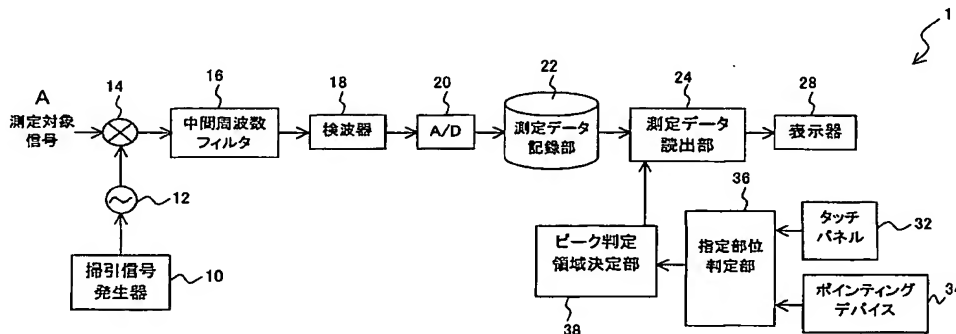 1
A
測定対象
信号
14
16
中間周波数
フィルタ
18
検波器
20
A/D
22
測定データ
記録部
24
測定データ
読出部
28
表示器
12
掃引信号
発生器
10
ピーク判定
領域決定部
38
36
指定部位
判定部
タッチ
パネル
32
ポインティング
デバイス
34